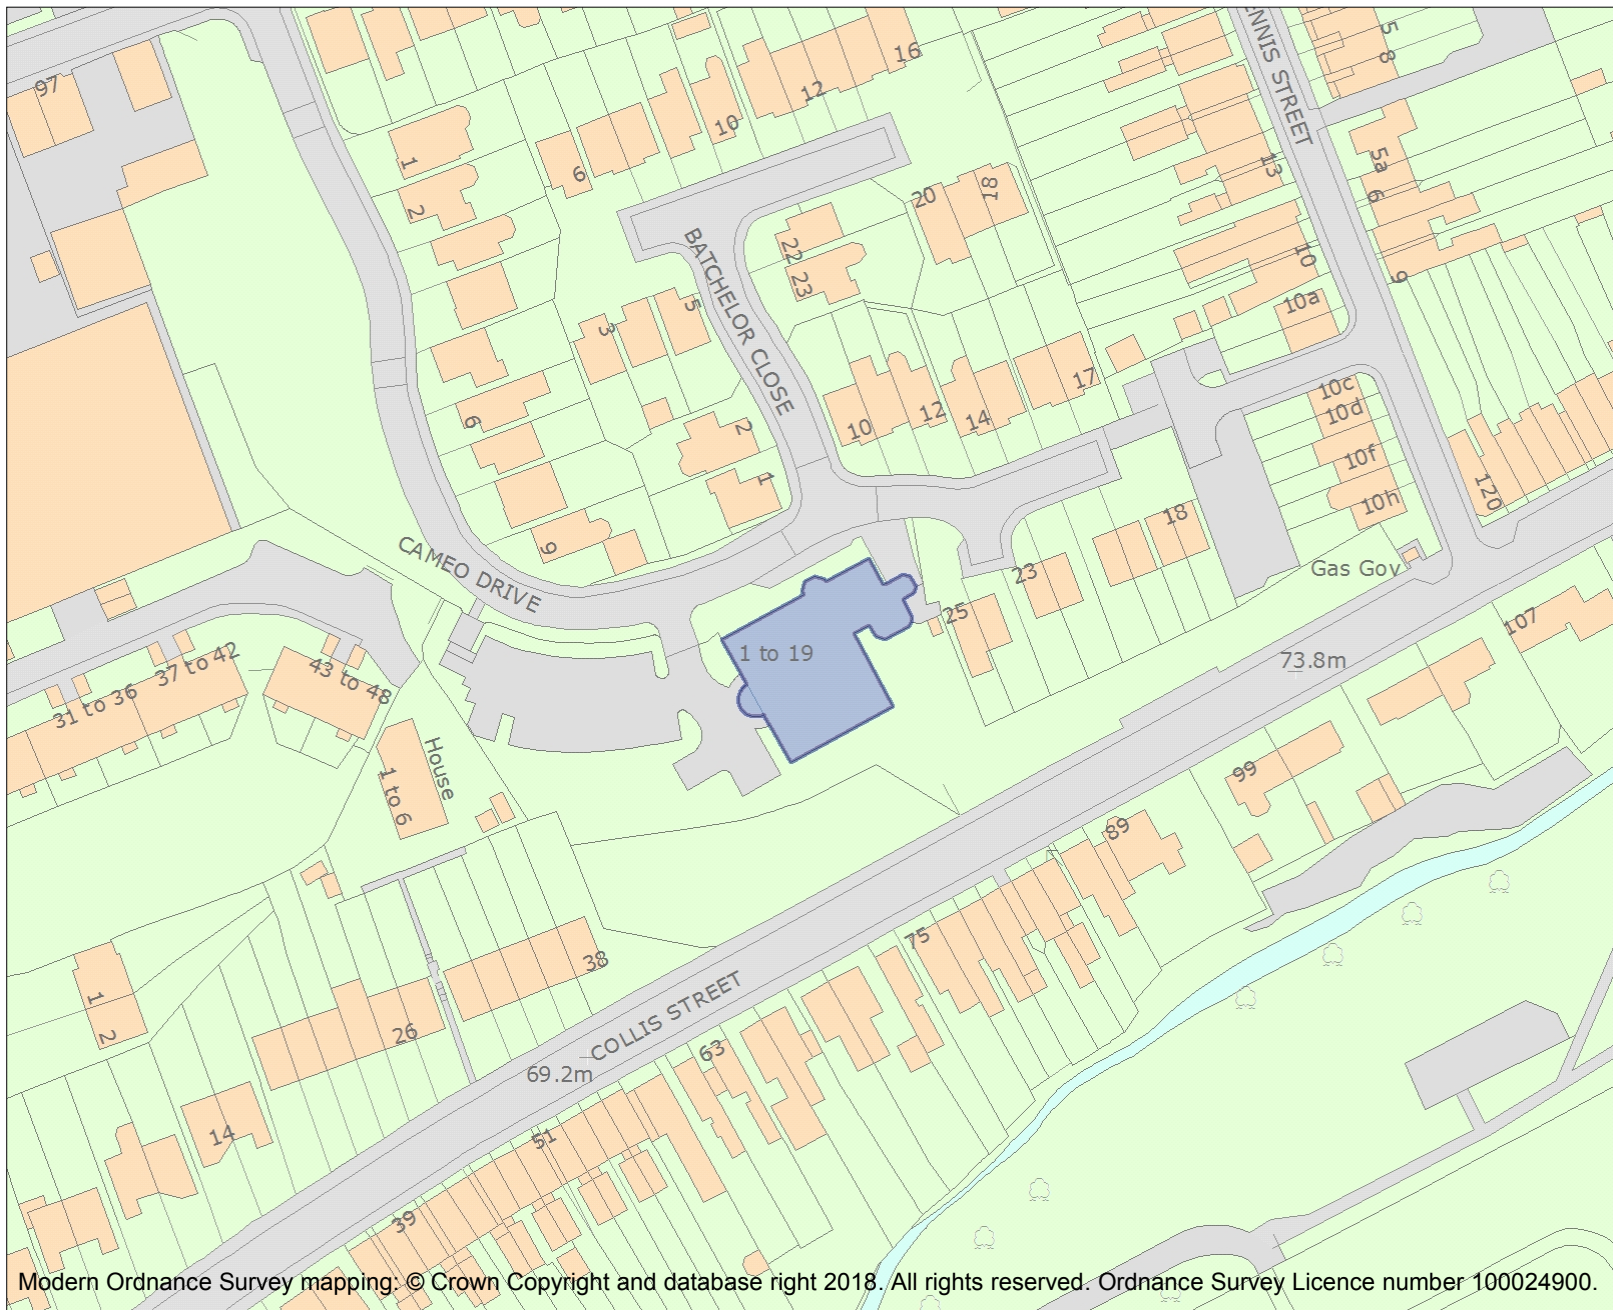 97
16
12
10
6
1
2
ENNIS STREET
5
8
5a
6
13
9
10
10a
20
18
22
23
BATCHELOR CLOSE
3
5
6
2
1
9
10
12
14
17
10c
10d
10f
10h
120
18
23
25
Gas Gov
CAMEO DRIVE
1 to 19
73.8m
107
99
89
31 to 36
37 to 42
43 to 48
House
1 to 6
75
38
26
1
2
14
COLLIS STREET
69.2m
63
51
39
Modern Ordnance Survey mapping: © Crown Copyright and database right 2018. All rights reserved. Ordnance Survey Licence number 100024900.